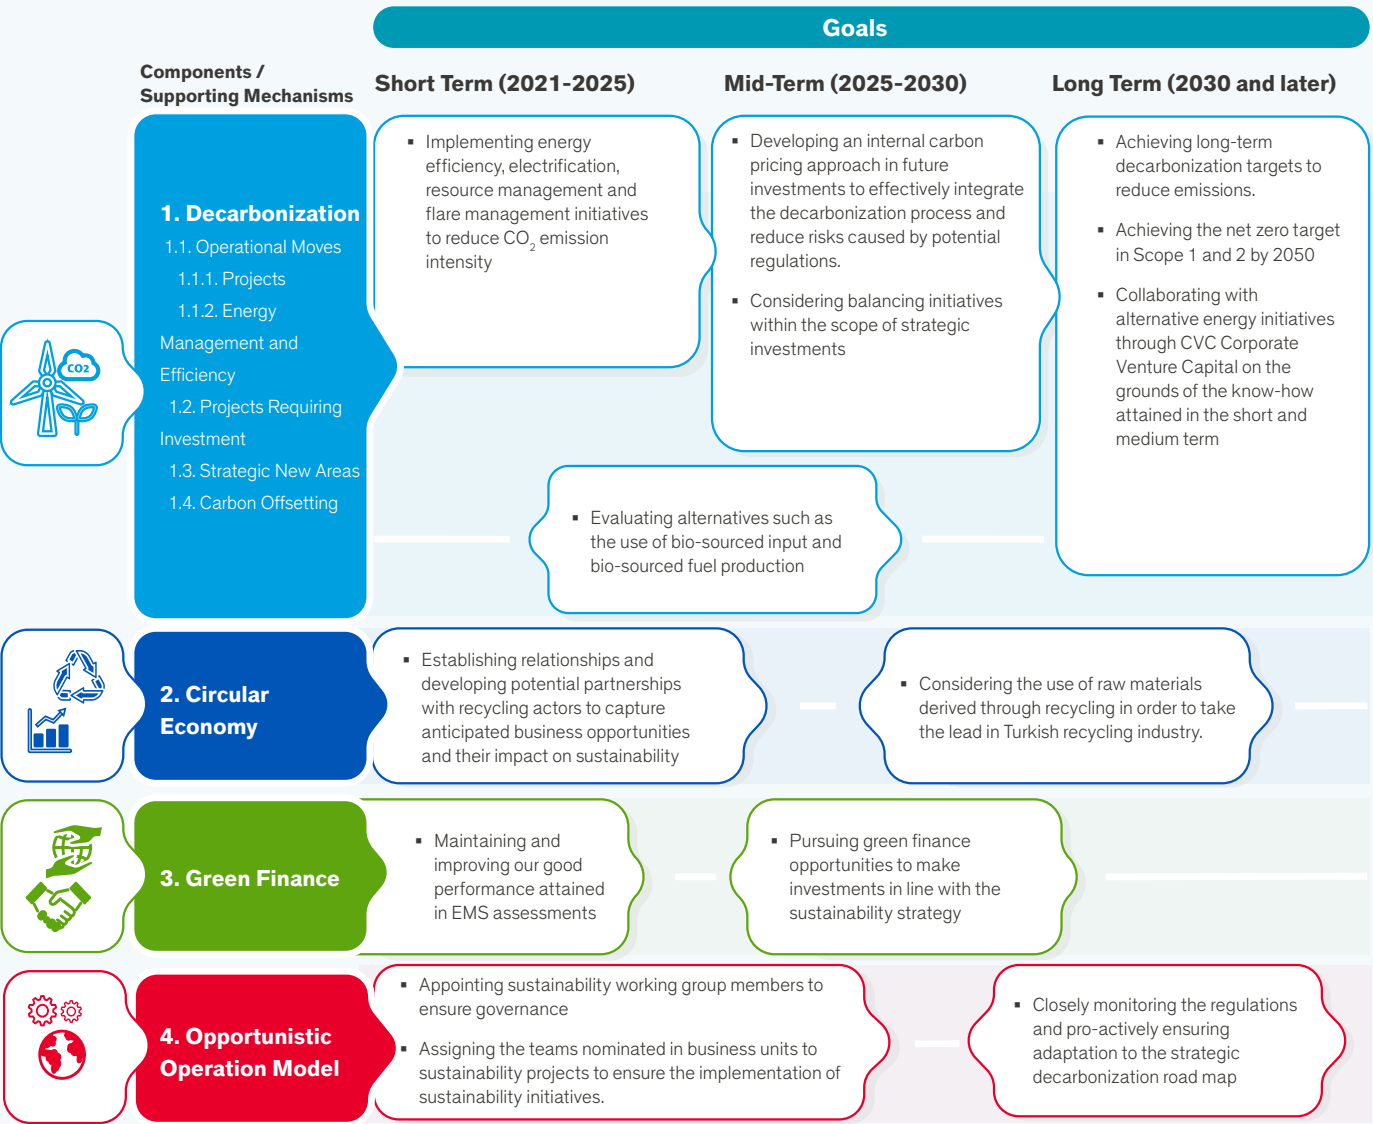 Goals
Components /
Supporting Mechanisms
Short Term (2021-2025)
Mid-Term (2025-2030)
Long Term (2030 and later)
CO2
1. Decarbonization
1.1. Operational Moves
1.1.1. Projects
1.1.2. Energy
Management and
Efficiency
1.2. Projects Requiring
Investment
1.3. Strategic New Areas
1.4. Carbon Offsetting
▪ Implementing energy
efficiency, electrification,
resource management and
flare management initiatives
to reduce CO₂ emission
intensity
▪ Developing an internal carbon
pricing approach in future
investments to effectively integrate
the decarbonization process and
reduce risks caused by potential
regulations.
▪ Considering balancing initiatives
within the scope of strategic
investments
▪ Achieving long-term
decarbonization targets to
reduce emissions.
▪ Achieving the net zero target
in Scope 1 and 2 by 2050
▪ Collaborating with
alternative energy initiatives
through CVC Corporate
Venture Capital on the
grounds of the know-how
attained in the short and
medium term
▪ Evaluating alternatives such as
the use of bio-sourced input and
bio-sourced fuel production
2. Circular
Economy
▪ Establishing relationships and
developing potential partnerships
with recycling actors to capture
anticipated business opportunities
and their impact on sustainability
▪ Considering the use of raw materials
derived through recycling in order to take
the lead in Turkish recycling industry.
3. Green Finance
▪ Maintaining and
improving our good
performance attained
in EMS assessments
▪ Pursuing green finance
opportunities to make
investments in line with the
sustainability strategy
4. Opportunistic
Operation Model
▪ Appointing sustainability working group members to
ensure governance
▪ Assigning the teams nominated in business units to
sustainability projects to ensure the implementation of
sustainability initiatives.
▪ Closely monitoring the regulations
and pro-actively ensuring
adaptation to the strategic
decarbonization road map